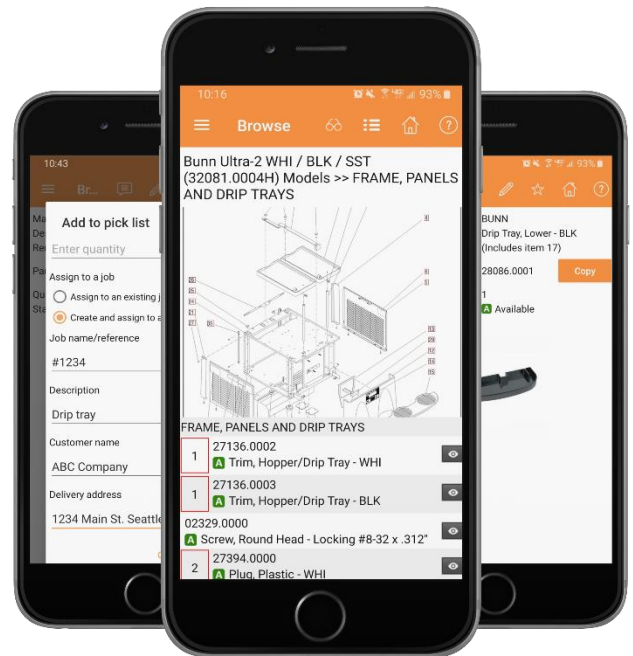 10:43
Br...
Add to pick list
Enter quantity
Assign to a job
Assign to an existing j
Create and assign to a
Job name/reference
#1234
Description
Drip tray
Customer name
ABC Company
Delivery address
1234 Main St. Seattle
10:16
93%
Browse
?
Bunn Ultra-2 WHI / BLK / SST
(32081.0004H) Models >> FRAME, PANELS
AND DRIP TRAYS
FRAME, PANELS AND DRIP TRAYS
1
27136.0002
A Trim, Hopper/Drip Tray - WHI
1
27136.0003
A Trim, Hopper/Drip Tray - BLK
02329.0000
A Screw, Round Head - Locking #8-32 x .312"
2
27394.0000
A Plug, Plastic - WHI
93%
?
BUNN
Drip Tray, Lower - BLK
(Includes item 17)
28086.0001
Copy
1
A Available